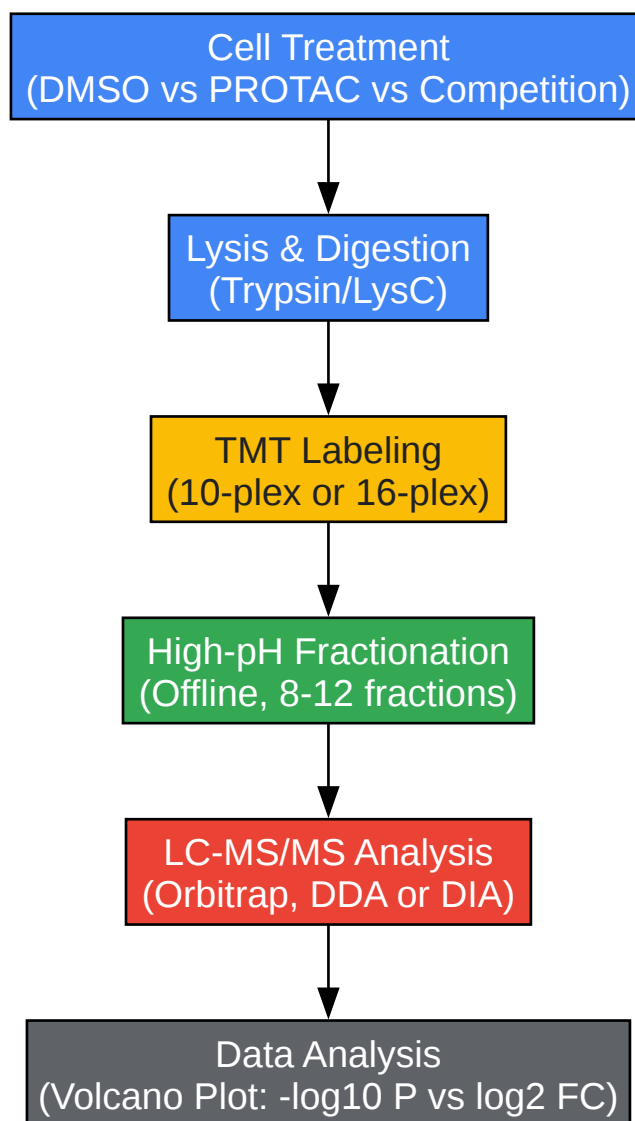 Cell Treatment
(DMSO vs PROTAC vs Competition)
Lysis & Digestion
(Trypsin/LysC)
TMT Labeling
(10-plex or 16-plex)
High-pH Fractionation
(Offline, 8-12 fractions)
LC-MS/MS Analysis
(Orbitrap, DDA or DIA)
Data Analysis
(Volcano Plot: -log10 P vs log2 FC)